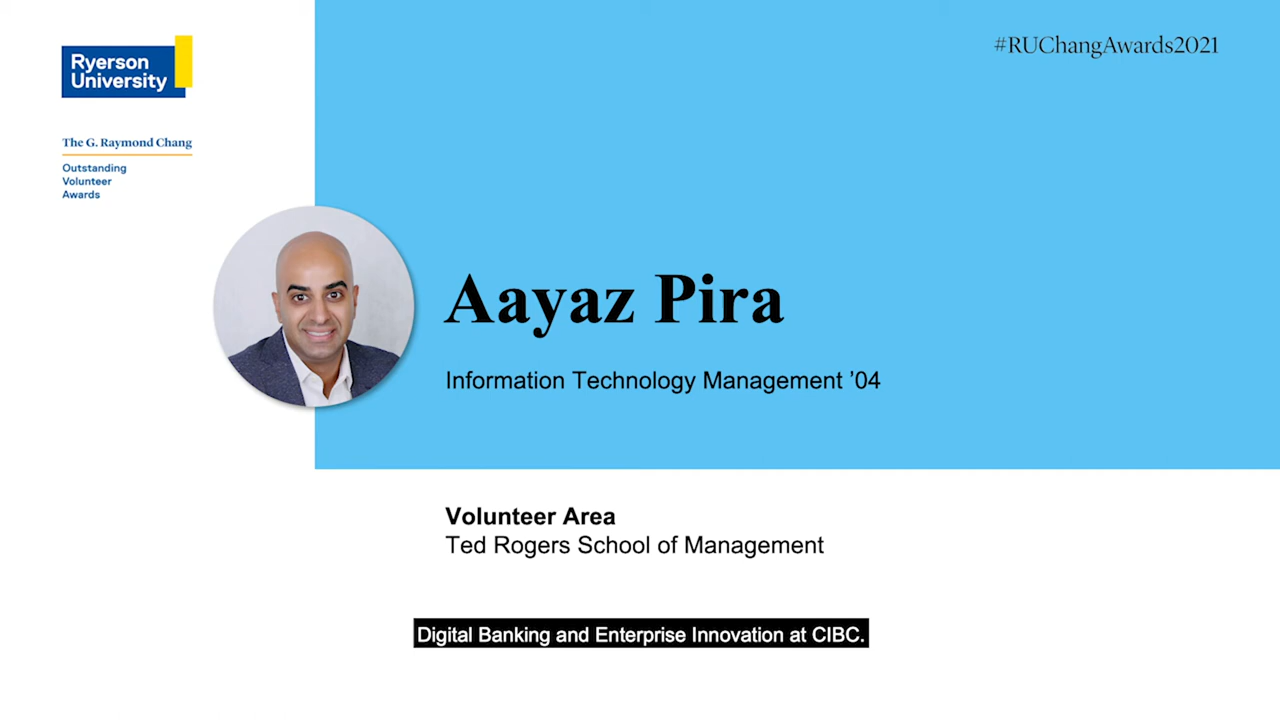 Ryerson
University
#RUChangAwards2021
The G. Raymond Chang
Outstanding
Volunteer
Awards
Aayaz Pira
Information Technology Management ’04
Volunteer Area
Ted Rogers School of Management
Digital Banking and Enterprise Innovation at CIBC.